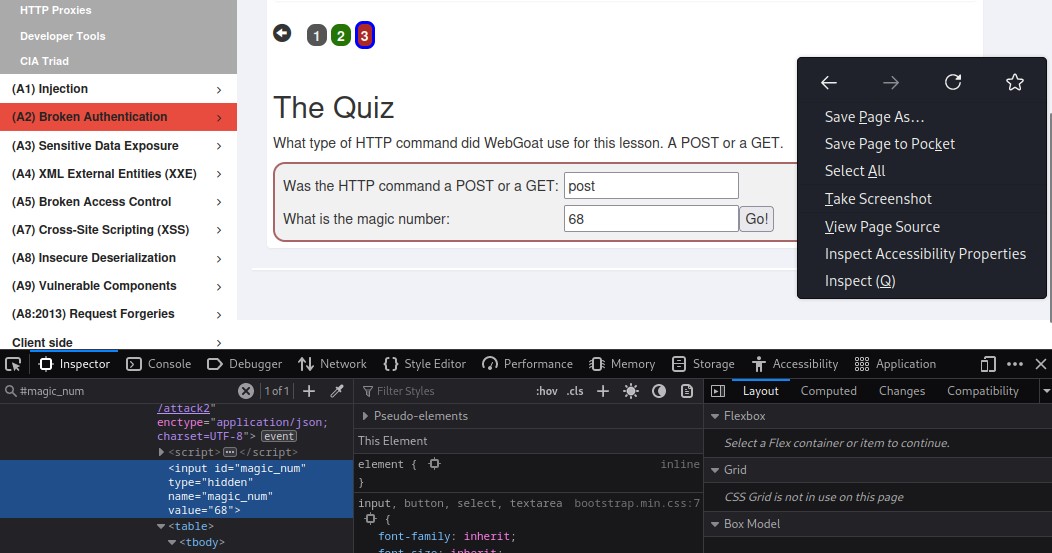 HTTP Proxies
Developer Tools
CIA Triad
(A1) Injection
(A2) Broken Authentication
(A3) Sensitive Data Exposure
(A4) XML External Entities (XXE)
(A5) Broken Access Control
(A7) Cross-Site Scripting (XSS)
(A8) Insecure Deserialization
(A9) Vulnerable Components
(A8:2013) Request Forgeries
Client side
1 2 3
The Quiz
What type of HTTP command did WebGoat use for this lesson. A POST or a GET.
Was the HTTP command a POST or a GET: post
What is the magic number: 68 Go!
Save Page As…
Save Page to Pocket
Select All
Take Screenshot
View Page Source
Inspect Accessibility Properties
Inspect (Q)
Inspector Console Debugger Network Style Editor Performance Memory Storage Accessibility Application
#magic_num 1 of 1
/attack2"
enctype="application/json;
charset=UTF-8"> event
<script> </script>
<input id="magic_num"
type="hidden"
name="magic_num"
value="68">
<table>
<tbody>
Filter Styles :hov .cls
Pseudo-elements
This Element
element { inline
}
input, button, select, textarea bootstrap.min.css:7
{
font-family: inherit;
font-size: inherit;
Layout Computed Changes Compatibility
Flexbox
Select a Flex container or item to continue.
Grid
CSS Grid is not in use on this page
Box Model